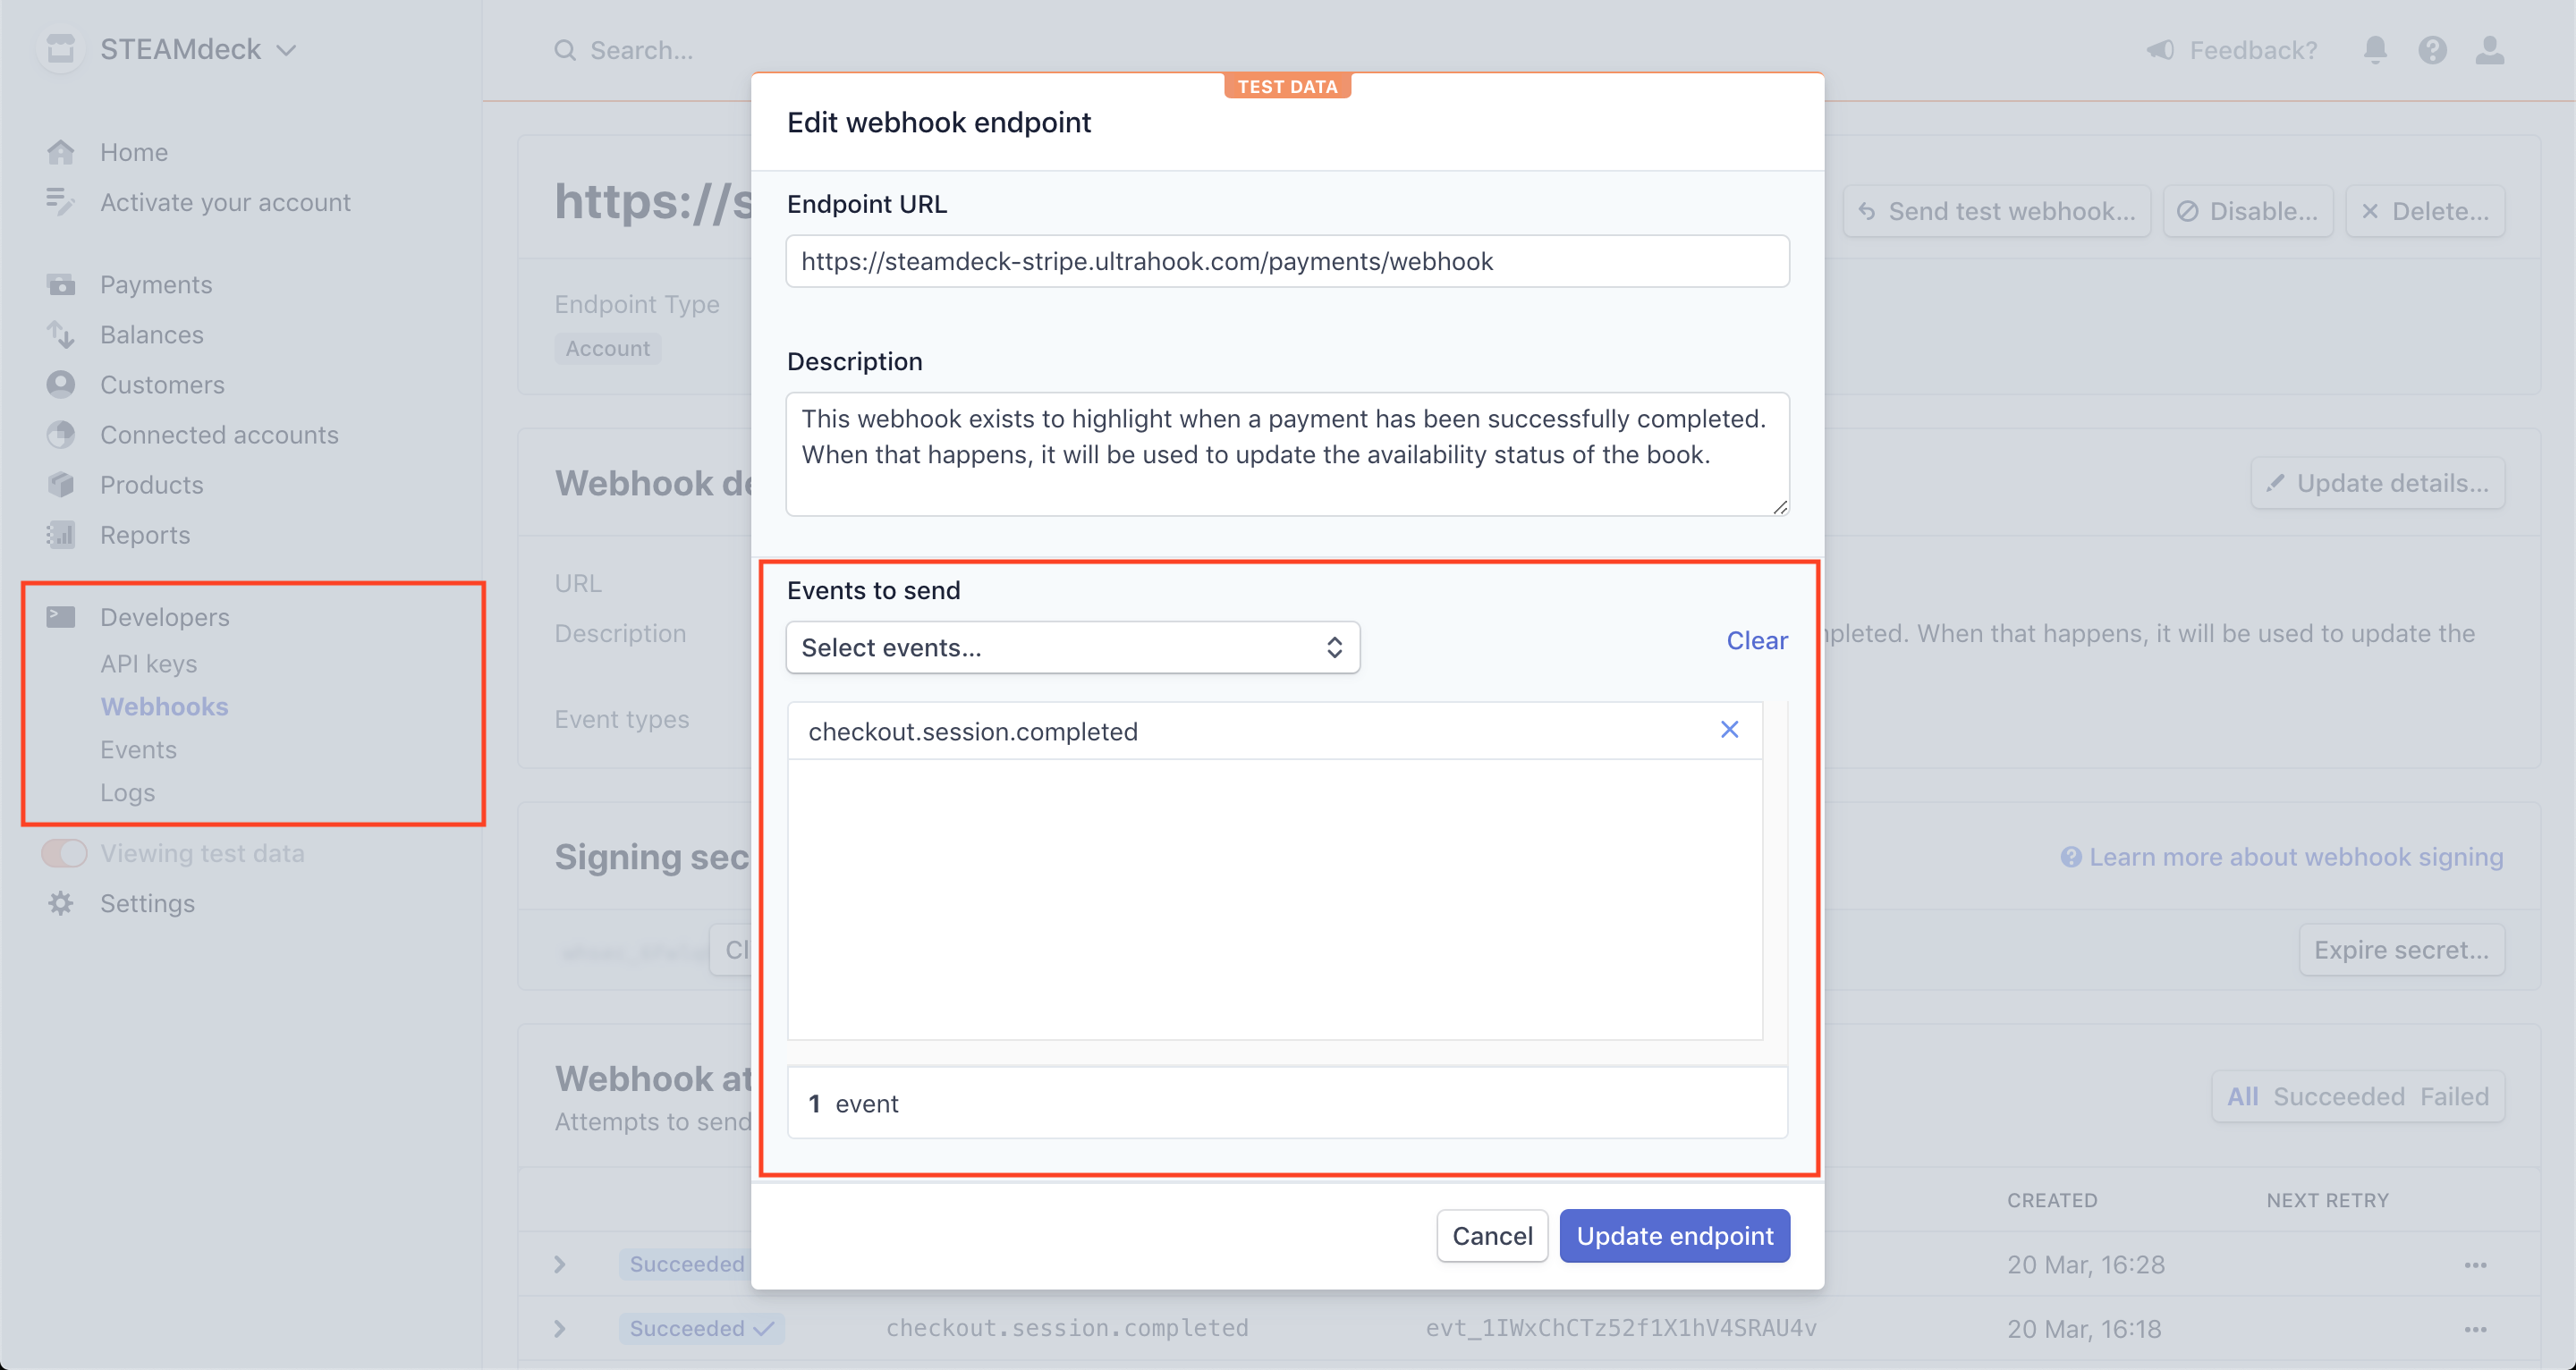 STEAMdeck
Search...
Feedback?
Home
Activate your account
Payments
Balances
Customers
Connected accounts
Products
Reports
Developers
API keys
Webhooks
Events
Logs
Viewing test data
Settings
https://s
Send test webhook...
Disable...
Delete...
Endpoint Type
Account
Webhook de
Update details...
URL
Description
mpleted. When that happens, it will be used to update the
Event types
Signing sec
Learn more about webhook signing
Cl
Expire secret...
Webhook at
Attempts to send
All Succeeded Failed
CREATED
NEXT RETRY
Succeeded
20 Mar, 16:28
Succeeded
checkout.session.completed
evt_1IWxChCTz52f1X1hV4SRAU4v
20 Mar, 16:18
TEST DATA
Edit webhook endpoint
Endpoint URL
https://steamdeck-stripe.ultrahook.com/payments/webhook
Description
This webhook exists to highlight when a payment has been successfully completed.
When that happens, it will be used to update the availability status of the book.
Events to send
Select events...
Clear
checkout.session.completed
1 event
Cancel
Update endpoint